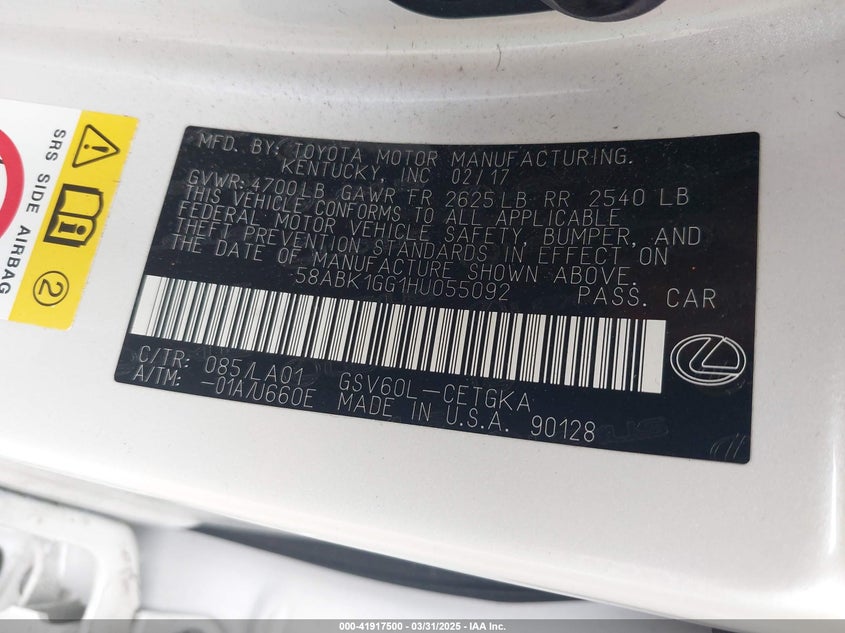 MFD. BY: TOYOTA MOTOR MANUFACTURING.
KENTUCKY, INC 02/17
GVWR:4700LB GAWR FR 2625LB RR 2540 LB
THIS VEHICLE CONFORMS TO ALL APPLICABLE
FEDERAL MOTOR VEHICLE SAFETY, BUMPER, AND
THEFT PREVENTION STANDARDS IN EFFECT ON
THE DATE OF MANUFACTURE SHOWN ABOVE.
58ABK1GG1HU055092 PASS. CAR
C/TR: 085/LA01 GSV60L-CETGKA
A/TM: -01A/U660E MADE IN U.S.A. 90128
SRS SIDE AIRBAG
2
000-41917500 - 03/31/2025 - IAA Inc.